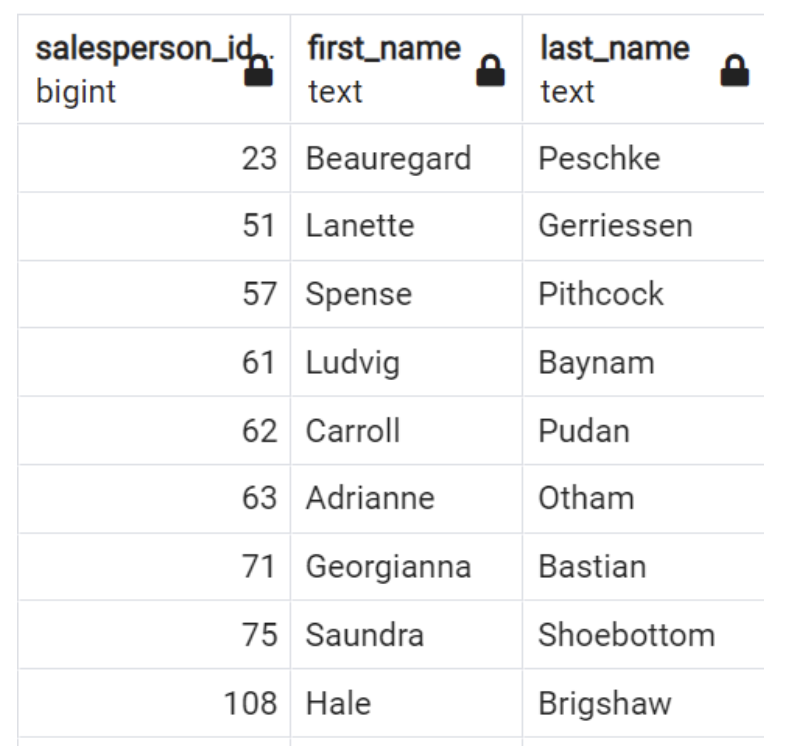 salesperson_id.. first_name last_name
bigint text text
23 Beauregard Peschke
51 Lanette Gerriessen
57 Spense Pithcock
61 Ludvig Baynam
62 Carroll Pudan
63 Adrianne Otham
71 Georgianna Bastian
75 Saundra Shoebottom
108 Hale Brigshaw